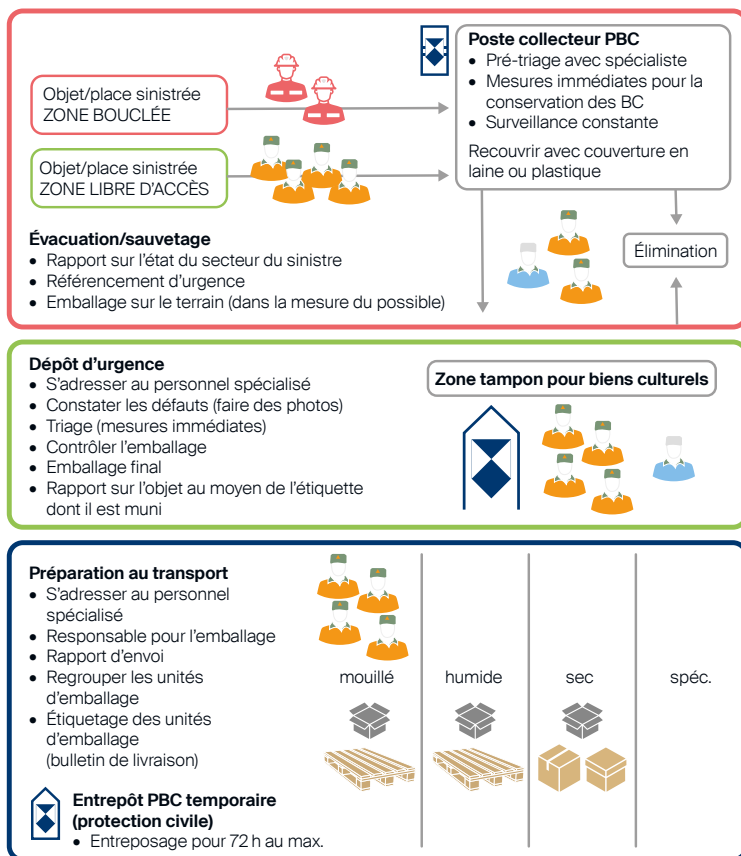 Objet/place sinistrée
ZONE BOUCLÉE
Objet/place sinistrée
ZONE LIBRE D'ACCÈS
Évacuation/sauvetage
• Rapport sur l'état du secteur du sinistre
• Référencement d'urgence
• Emballage sur le terrain (dans la mesure du possible)
Poste collecteur PBC
• Pré-triage avec spécialiste
• Mesures immédiates pour la
conservation des BC
• Surveillance constante
Recouvrir avec couverture en
laine ou plastique
Élimination
Dépôt d'urgence
• S'adresser au personnel spécialisé
• Constater les défauts (faire des photos)
• Triage (mesures immédiates)
• Contrôler l'emballage
• Emballage final
• Rapport sur l'objet au moyen de l'étiquette
dont il est muni
Zone tampon pour biens culturels
Préparation au transport
• S'adresser au personnel
spécialisé
• Responsable pour l'emballage
• Rapport d'envoi
• Regrouper les unités
d'emballage
• Étiquetage des unités
d'emballage
(bulletin de livraison)
mouillé
humide
sec
spéc.
Entrepôt PBC temporaire
(protection civile)
• Entreposage pour 72 h au max.